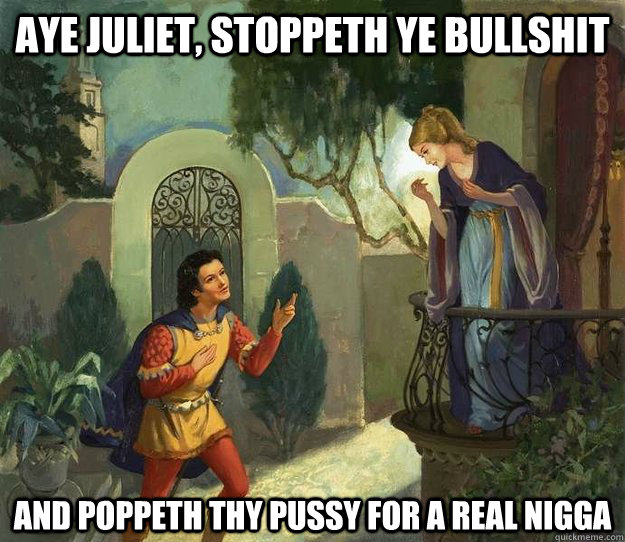 AYE JULIET, STOPPETH YE BULLSHIT
AND POPPETH THY PUSSY FOR A REAL NIGGA
quickmeme.com